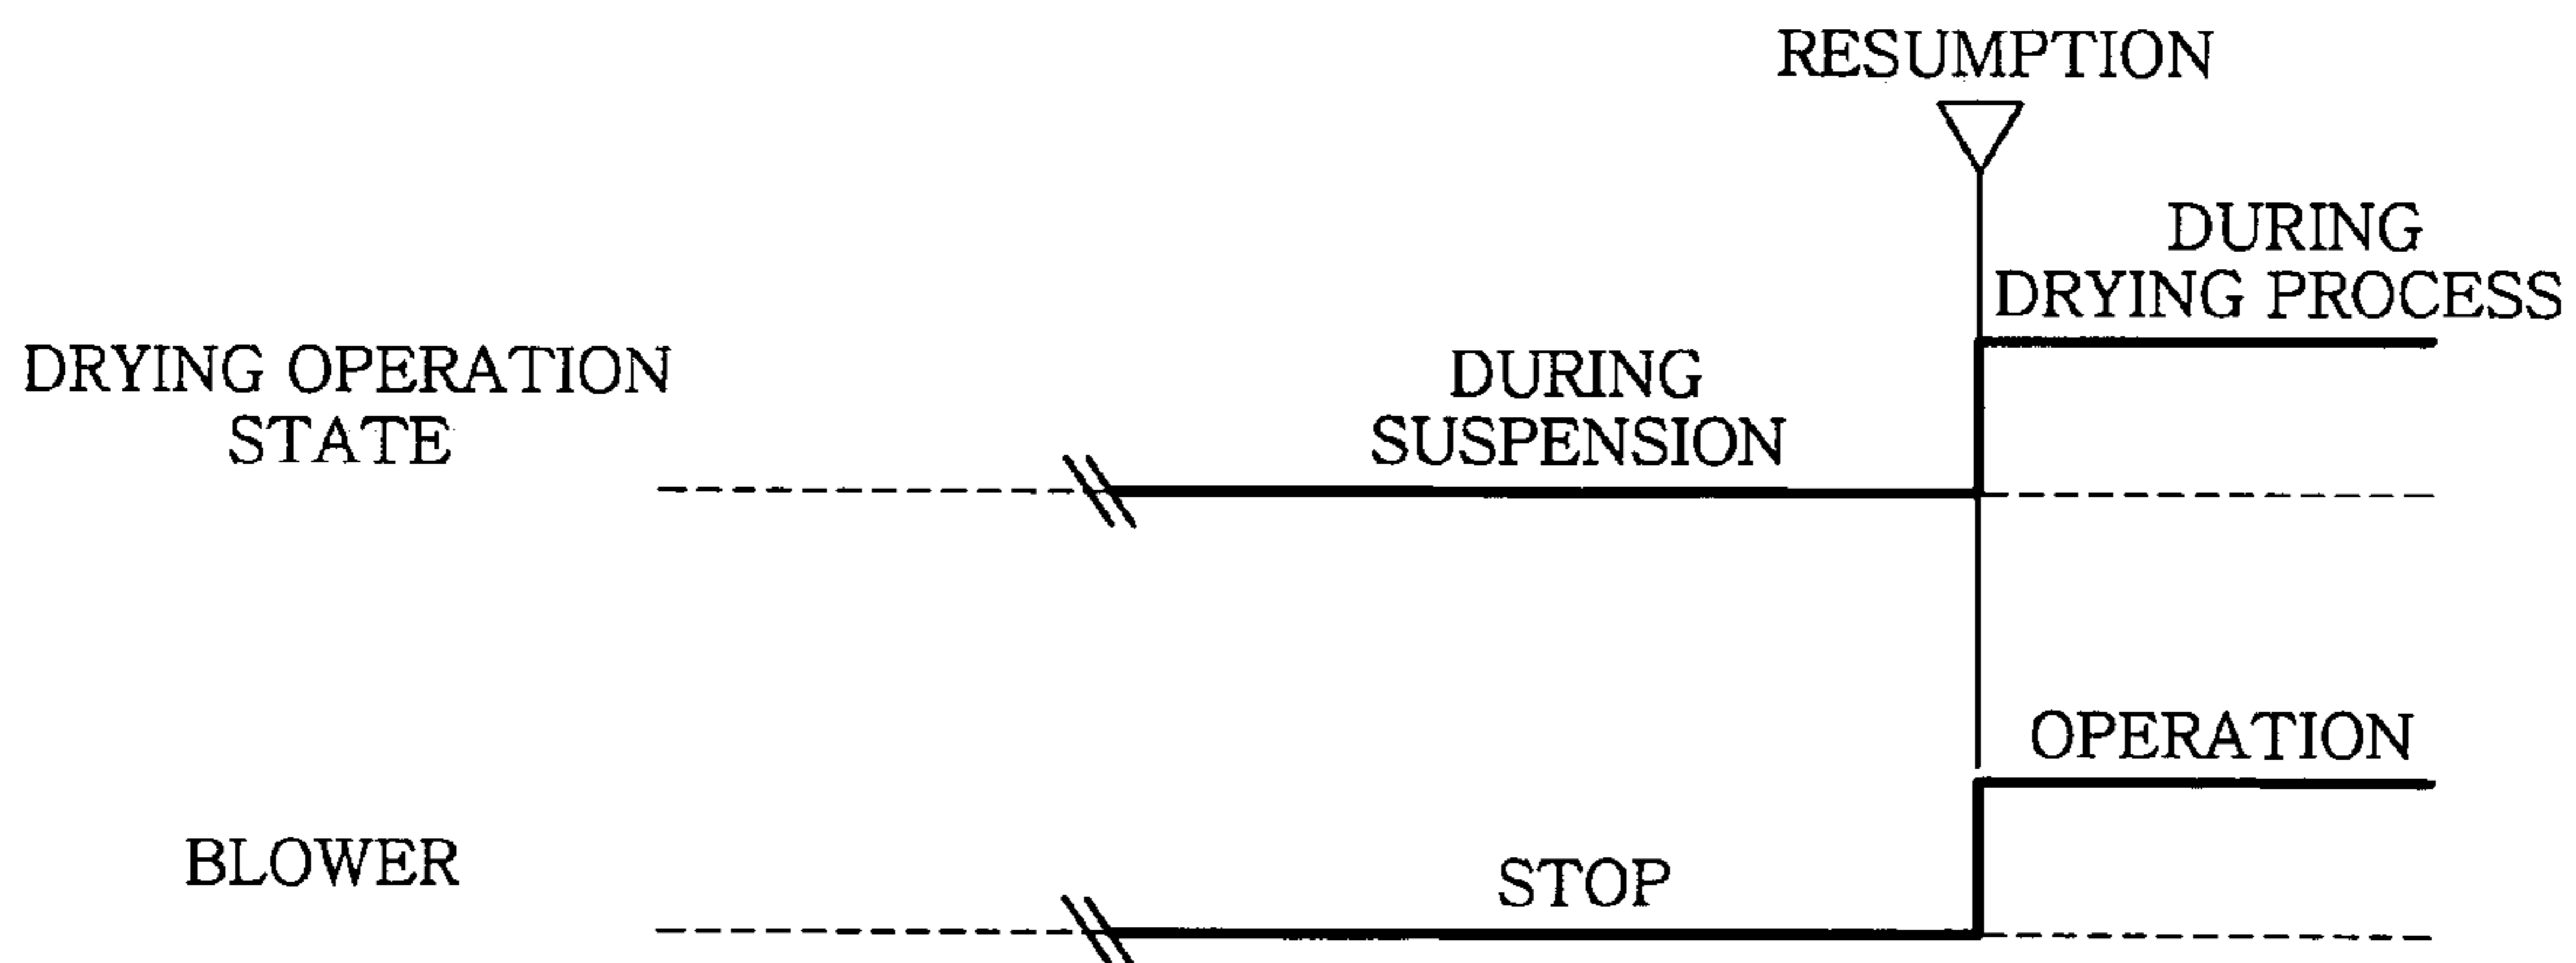 RESUMPTION
DURING
DRYING PROCESS
DRYING OPERATION
STATE
DURING
SUSPENSION
OPERATION
BLOWER
STOP